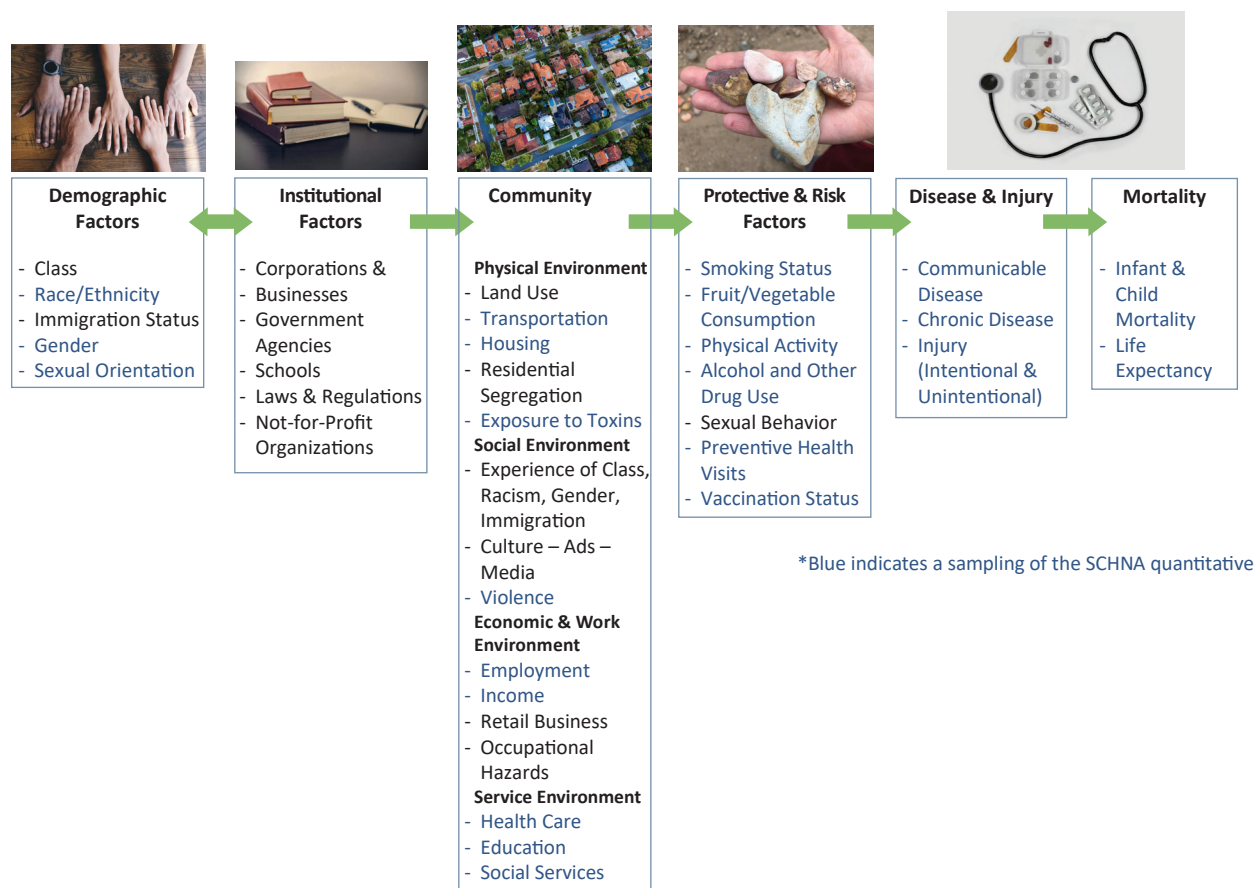 Demographic
Factors
- Class
- Race/Ethnicity
- Immigration Status
- Gender
- Sexual Orientation
Institutional
Factors
- Corporations &
- Businesses
- Government
Agencies
- Schools
- Laws & Regulations
- Not-for-Profit
Organizations
Community
Physical Environment
- Land Use
- Transportation
- Housing
- Residential
Segregation
- Exposure to Toxins
Social Environment
- Experience of Class,
Racism, Gender,
Immigration
- Culture – Ads –
Media
- Violence
Economic & Work
Environment
- Employment
- Income
- Retail Business
- Occupational
Hazards
Service Environment
- Health Care
- Education
- Social Services
Protective & Risk
Factors
- Smoking Status
- Fruit/Vegetable
Consumption
- Physical Activity
- Alcohol and Other
Drug Use
- Sexual Behavior
- Preventive Health
Visits
- Vaccination Status
Disease & Injury
- Communicable
Disease
- Chronic Disease
- Injury
(Intentional &
Unintentional)
Mortality
- Infant &
Child
Mortality
- Life
Expectancy
*Blue indicates a sampling of the SCHNA quantitative